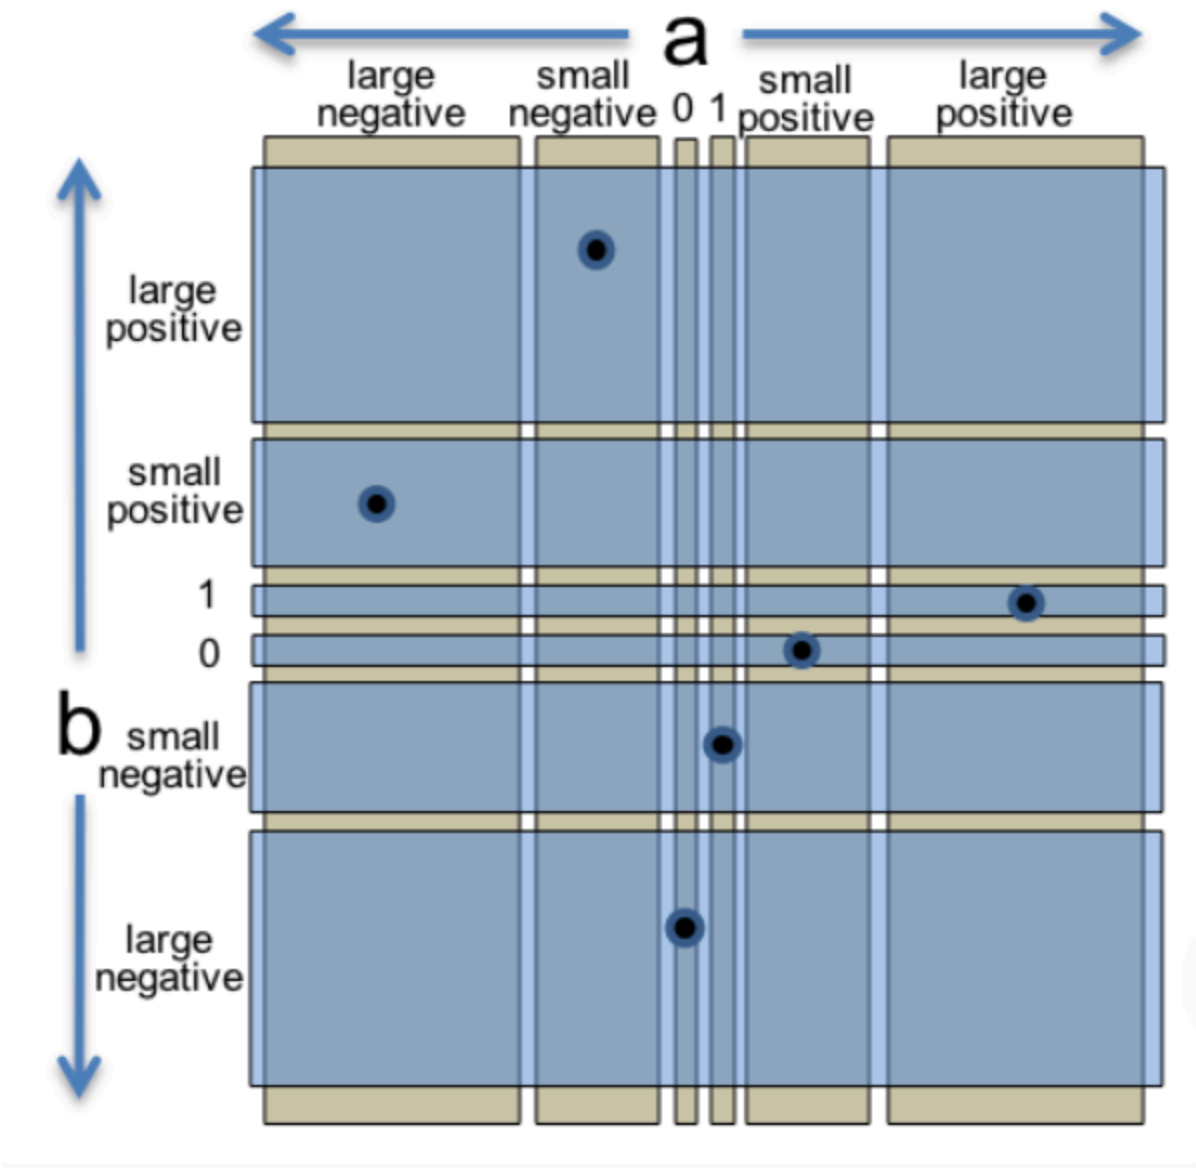 a
large
negative
small
negative
0
1
small
positive
large
positive
large
positive
small
positive
1
0
b
small
negative
large
negative